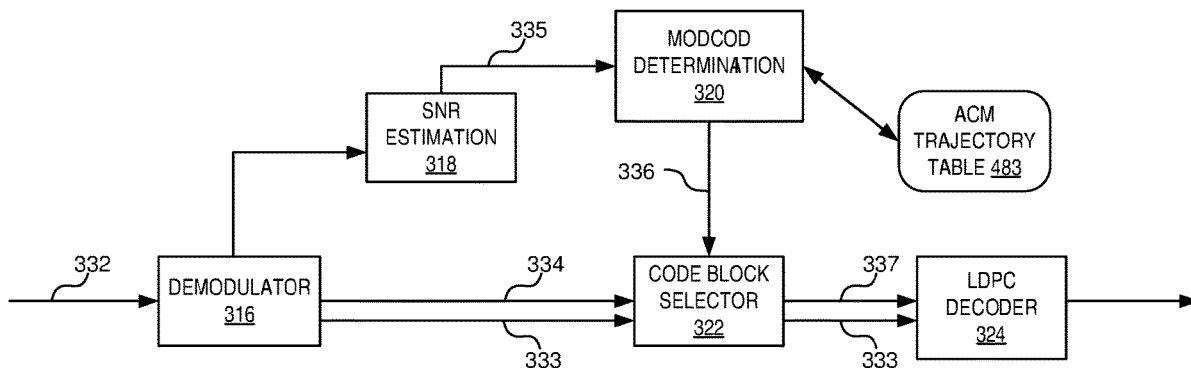 335
MODCOD
DETERMINATION
320
SNR
ESTIMATION
318
ACM
TRAJECTORY
TABLE 483
336
332
DEMODULATOR
316
334
333
CODE BLOCK
SELECTOR
322
337
333
LDPC
DECODER
324